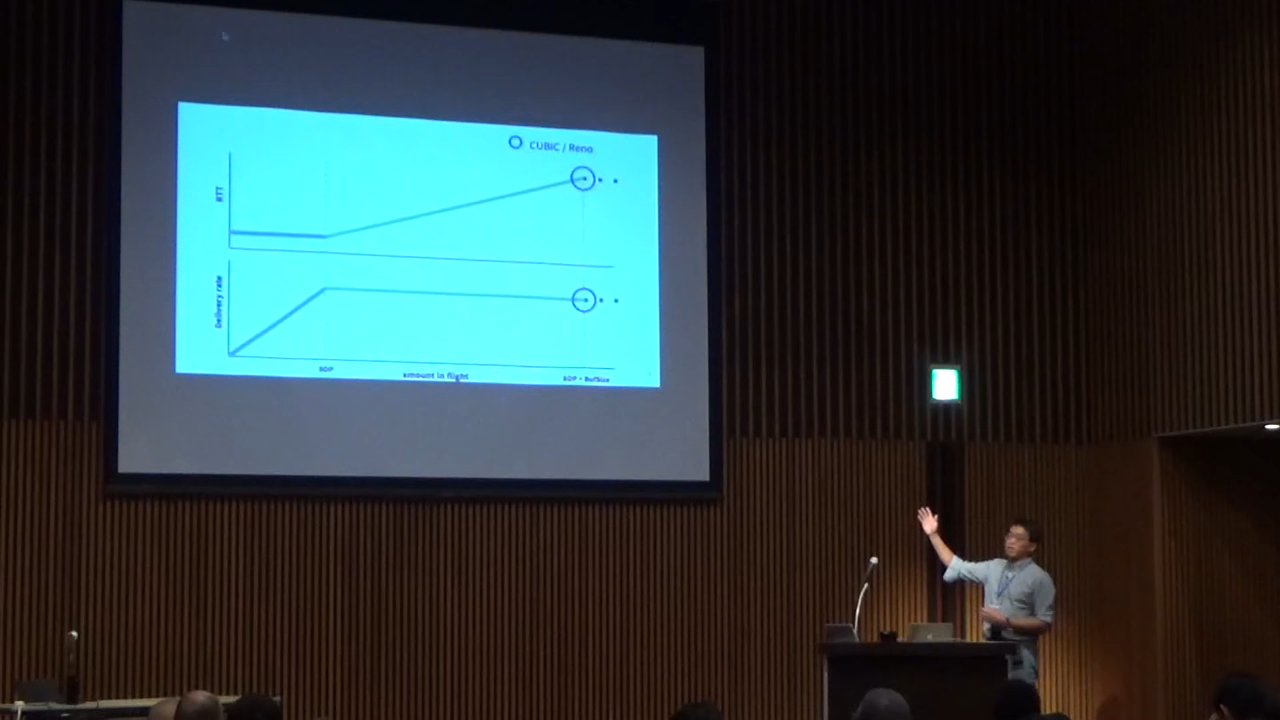 CUBIC / Reno
RTT
Delivery rate
BDP
amount in flight
BDP + BufSize